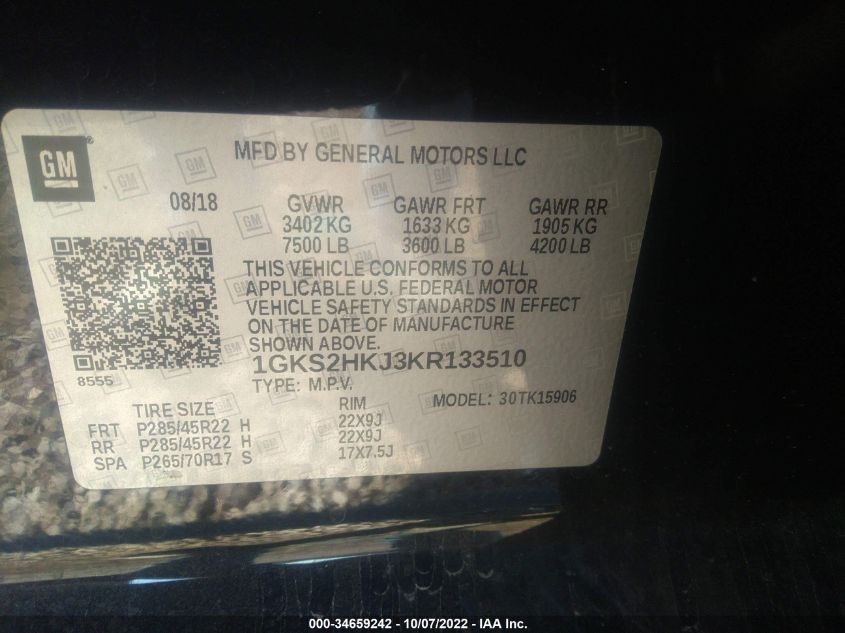 GM
MFD BY GENERAL MOTORS LLC
08/18 GVWR GAWR FRT GAWR RR
3402 KG 1633 KG 1905 KG
7500 LB 3600 LB 4200 LB
THIS VEHICLE CONFORMS TO ALL
APPLICABLE U.S. FEDERAL MOTOR
VEHICLE SAFETY STANDARDS IN EFFECT
ON THE DATE OF MANUFACTURE
SHOWN ABOVE.
1GKS2HKJ3KR133510
8555
TYPE: M.P.V. MODEL: 30TK15906
TIRE SIZE RIM
FRT P285/45R22 H 22X9J
RR P285/45R22 H 22X9J
SPA P265/70R17 S 17X7.5J
000-34659242 - 10/07/2022 - IAA Inc.